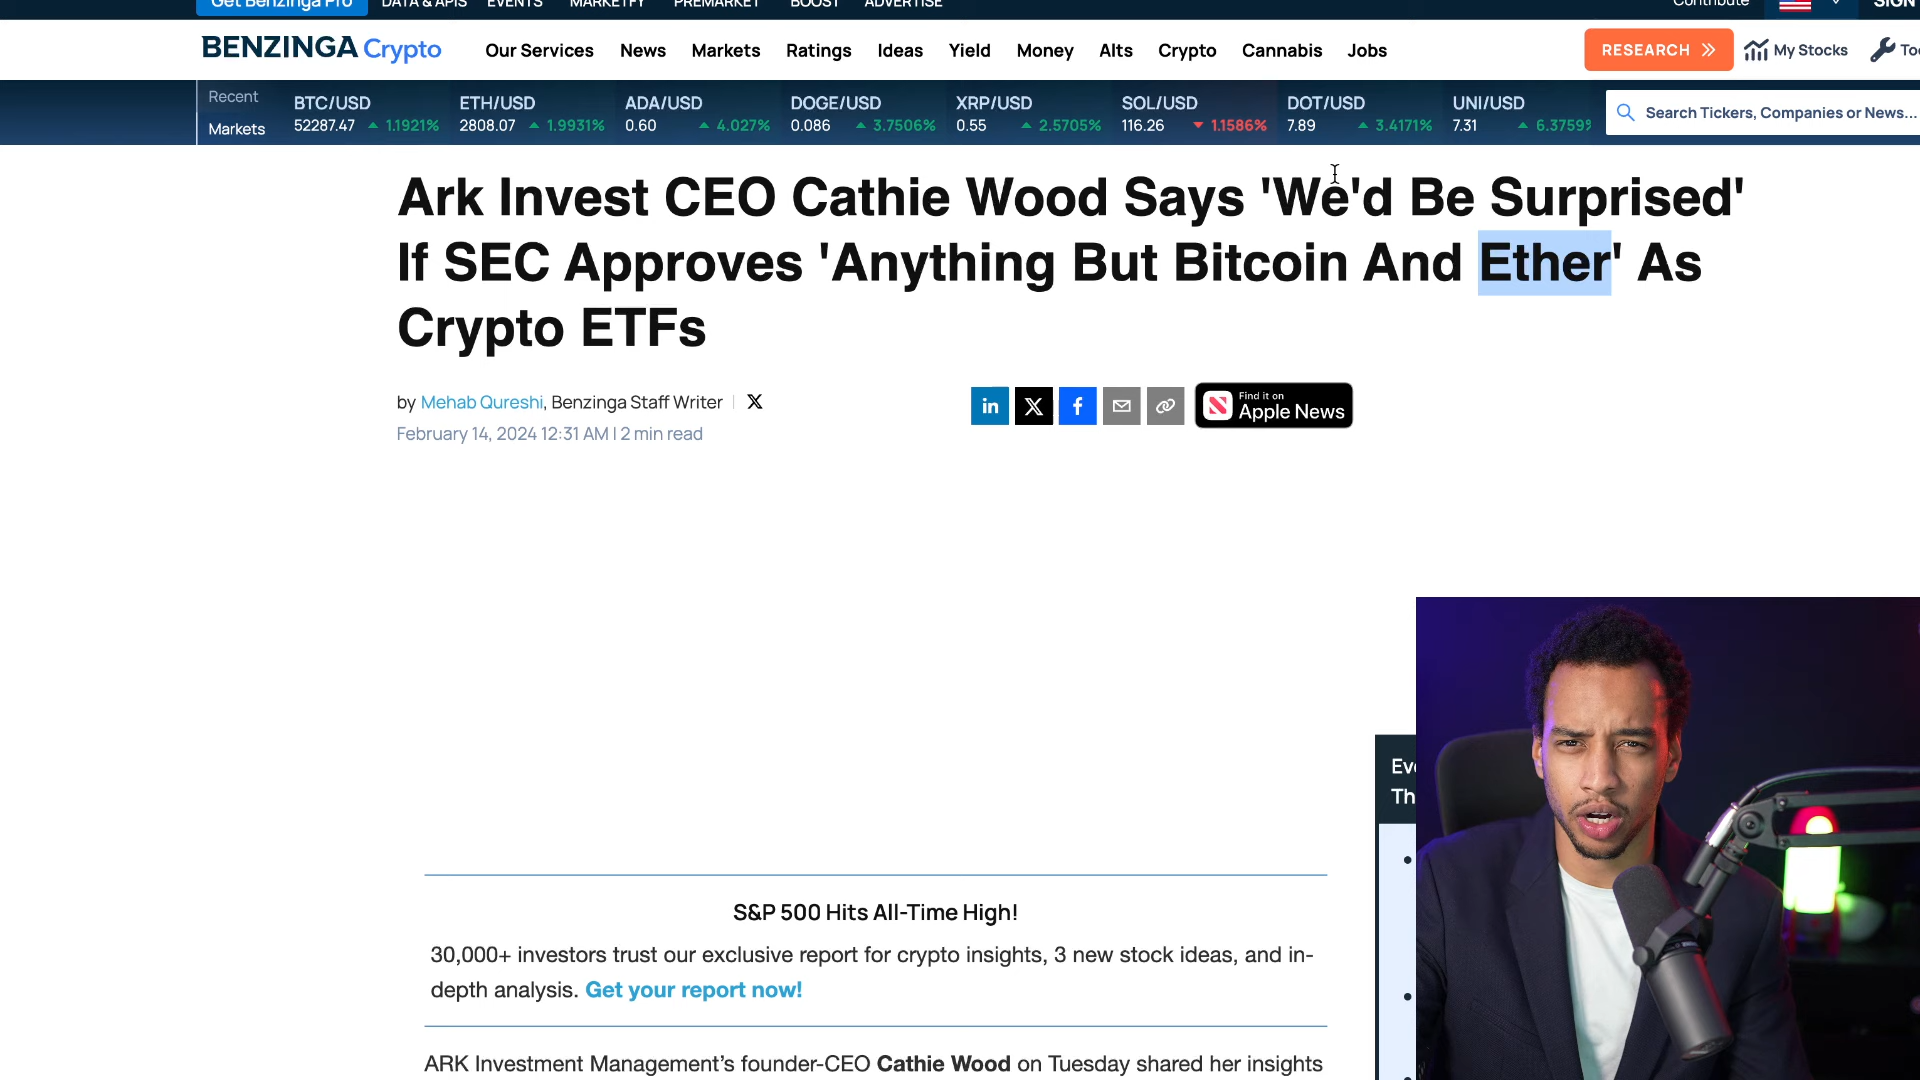 Get Benzinga Pro DATA & APIS EVENTS MARKETFY PREMARKET BOOST ADVERTISE Contribute SIGN
BENZINGA Crypto Our Services News Markets Ratings Ideas Yield Money Alts Crypto Cannabis Jobs RESEARCH My Stocks Too
Recent
Markets
BTC/USD ETH/USD ADA/USD DOGE/USD XRP/USD SOL/USD DOT/USD UNI/USD
52287.47 1.1921% 2808.07 1.9931% 0.60 4.027% 0.086 3.7506% 0.55 2.5705% 116.26 1.1586% 7.89 3.4171% 7.31 6.3759%
Search Tickers, Companies or News...
Ark Invest CEO Cathie Wood Says 'We'd Be Surprised'
If SEC Approves 'Anything But Bitcoin And Ether' As
Crypto ETFs
by Mehab Qureshi, Benzinga Staff Writer
February 14, 2024 12:31 AM | 2 min read
in X f
Find it on
Apple News
S&P 500 Hits All-Time High!
30,000+ investors trust our exclusive report for crypto insights, 3 new stock ideas, and in-
depth analysis. Get your report now!
ARK Investment Management's founder-CEO Cathie Wood on Tuesday shared her insights